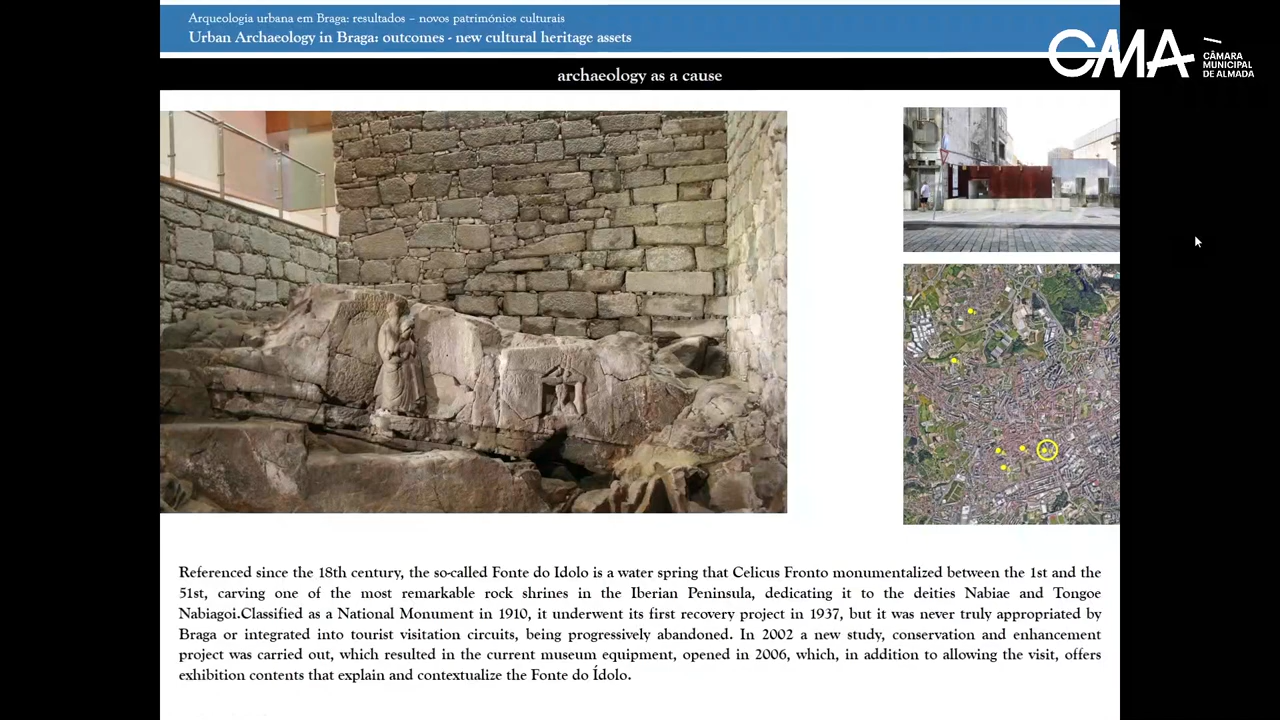 Arqueologia urbana em Braga: resultados – novos patrimónios culturais
Urban Archaeology in Braga: outcomes - new cultural heritage assets
CMA
CÂMARA
MUNICIPAL
DE ALMADA
archaeology as a cause
Referenced since the 18th century, the so-called Fonte do Idolo is a water spring that Celicus Fronto monumentalized between the 1st and the
51st, carving one of the most remarkable rock shrines in the Iberian Peninsula, dedicating it to the deities Nabiae and Tongoe
Nabiagoi.Classified as a National Monument in 1910, it underwent its first recovery project in 1937, but it was never truly appropriated by
Braga or integrated into tourist visitation circuits, being progressively abandoned. In 2002 a new study, conservation and enhancement
project was carried out, which resulted in the current museum equipment, opened in 2006, which, in addition to allowing the visit, offers
exhibition contents that explain and contextualize the Fonte do Ídolo.